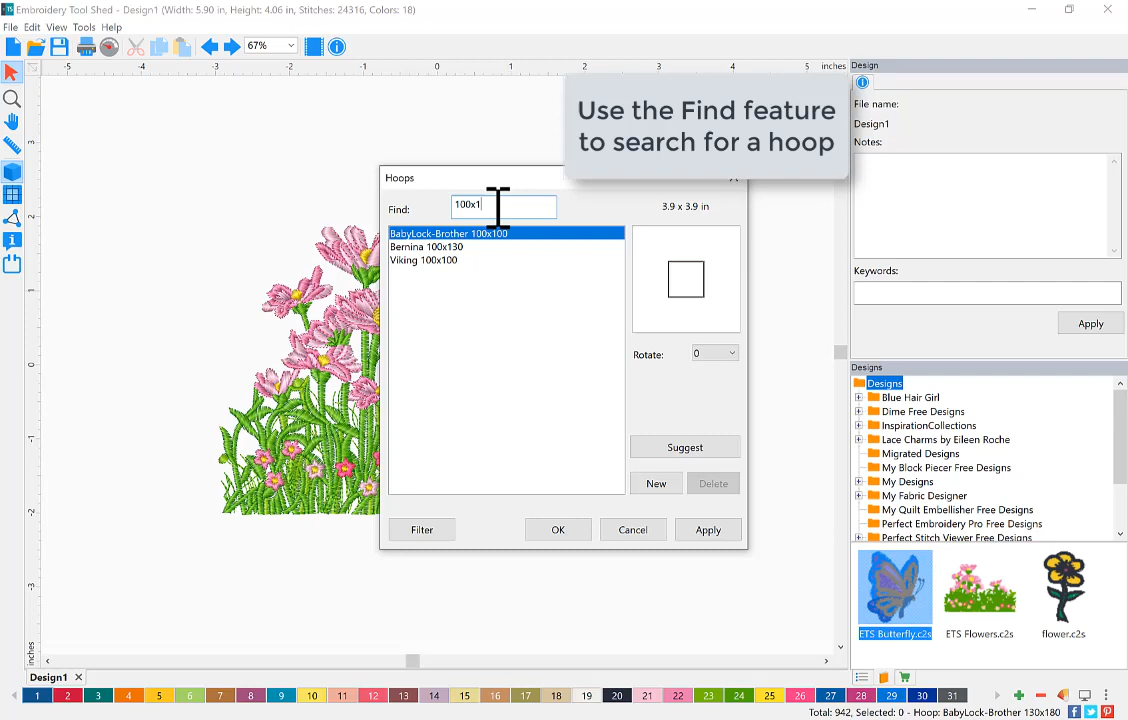 Embroidery Tool Shed - Design1 (Width: 5.90 in, Height: 4.06 in, Stitches: 24316, Colors: 18)
File Edit View Tools Help
67%
-5 -4 -3 -2 -1 0 1 2 3 4 5 inches
3
2
1
0
-1
-2
-3
inches
Use the Find feature
to search for a hoop
Hoops
Find: 100x1
3.9 x 3.9 in
BabyLock-Brother 100x100
Bernina 100x130
Viking 100x100
Rotate: 0
Suggest
New Delete
Filter OK Cancel Apply
Design
File name:
Design1
Notes:
Keywords:
Apply
Designs
Designs
Blue Hair Girl
Dime Free Designs
InspirationCollections
Lace Charms by Eileen Roche
Migrated Designs
My Block Piecer Free Designs
My Designs
My Fabric Designer
My Quilt Embellisher Free Designs
Perfect Embroidery Pro Free Designs
Perfect Stitch Viewer Free Designs
ETS Butterfly.c2s ETS Flowers.c2s flower.c2s
Design1
1 2 3 4 5 6 7 8 9 10 11 12 13 14 15 16 17 18 19 20 21 22 23 24 25 26 27 28 29 30 31
Total: 942, Selected: 0 - Hoop: BabyLock-Brother 130x180